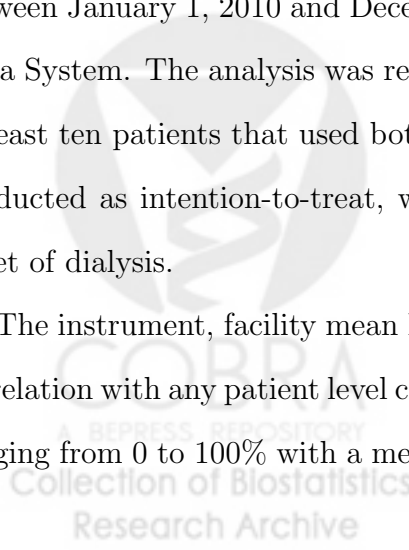 ween January 1, 2010 and Dece
a System. The analysis was re
east ten patients that used bot
ducted as intention-to-treat, w
et of dialysis.
The instrument, facility mean
relation with any patient level c
ging from 0 to 100% with a me
COBRA
A BEPRESS REPOSITORY
Collection of Biostatistics
Research Archive